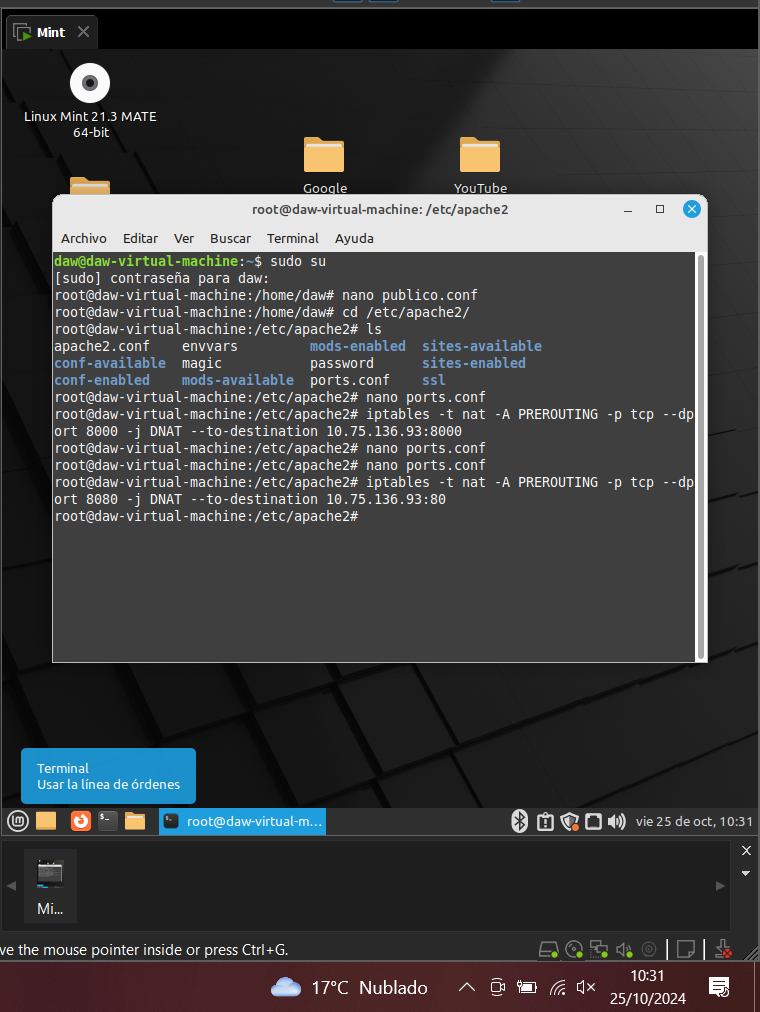 Mint
Linux Mint 21.3 MATE
64-bit
Google
YouTube
root@daw-virtual-machine: /etc/apache2
Archivo Editar Ver Buscar Terminal Ayuda
daw@daw-virtual-machine:~$ sudo su
[sudo] contraseña para daw:
root@daw-virtual-machine:/home/daw# nano publico.conf
root@daw-virtual-machine:/home/daw# cd /etc/apache2/
root@daw-virtual-machine:/etc/apache2# ls
apache2.conf    envvars         mods-enabled  sites-available
conf-available  magic           password      sites-enabled
conf-enabled    mods-available  ports.conf    ssl
root@daw-virtual-machine:/etc/apache2# nano ports.conf
root@daw-virtual-machine:/etc/apache2# iptables -t nat -A PREROUTING -p tcp --dp
ort 8000 -j DNAT --to-destination 10.75.136.93:8000
root@daw-virtual-machine:/etc/apache2# nano ports.conf
root@daw-virtual-machine:/etc/apache2# nano ports.conf
root@daw-virtual-machine:/etc/apache2# iptables -t nat -A PREROUTING -p tcp --dp
ort 8080 -j DNAT --to-destination 10.75.136.93:80
root@daw-virtual-machine:/etc/apache2#
Terminal
Usar la línea de órdenes
root@daw-virtual-m...
vie 25 de oct, 10:31
Mi...
ve the mouse pointer inside or press Ctrl+G.
17°C Nublado
10:31
25/10/2024